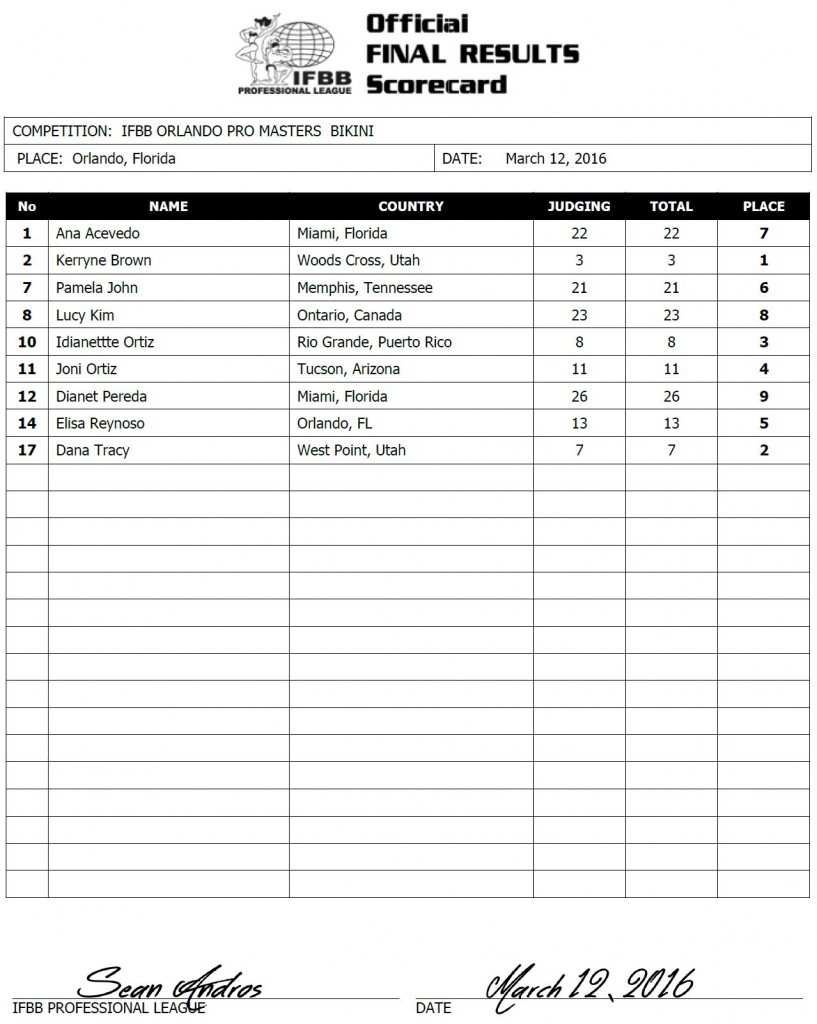 Official
FINAL RESULTS
Scorecard
IFBB
PROFESSIONAL LEAGUE
COMPETITION: IFBB ORLANDO PRO MASTERS BIKINI
PLACE: Orlando, Florida DATE: March 12, 2016
No NAME COUNTRY JUDGING TOTAL PLACE
1 Ana Acevedo Miami, Florida 22 22 7
2 Kerryne Brown Woods Cross, Utah 3 3 1
7 Pamela John Memphis, Tennessee 21 21 6
8 Lucy Kim Ontario, Canada 23 23 8
10 Idianettte Ortiz Rio Grande, Puerto Rico 8 8 3
11 Joni Ortiz Tucson, Arizona 11 11 4
12 Dianet Pereda Miami, Florida 26 26 9
14 Elisa Reynoso Orlando, FL 13 13 5
17 Dana Tracy West Point, Utah 7 7 2
Sean Andros March 12, 2016
IFBB PROFESSIONAL LEAGUE DATE